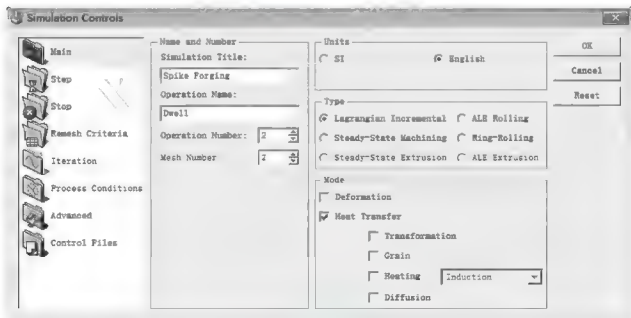 Simulation Controls
Main
Step
Stop
Remesh Criteria
Iteration
Process Conditions
Advanced
Control Files
Name and Number
Simulation Title:
Spike Forging
Operation Name:
Dwell
Operation Number: 2
Mesh Number 2
Units
SI English
Type
Lagrangian Incremental ALE Rolling
Steady-State Machining Ring-Rolling
Steady-State Extrusion ALE Extrusion
Mode
Deformation
Heat Transfer
Transformation
Grain
Heating Induction
Diffusion
OK
Cancel
Reset